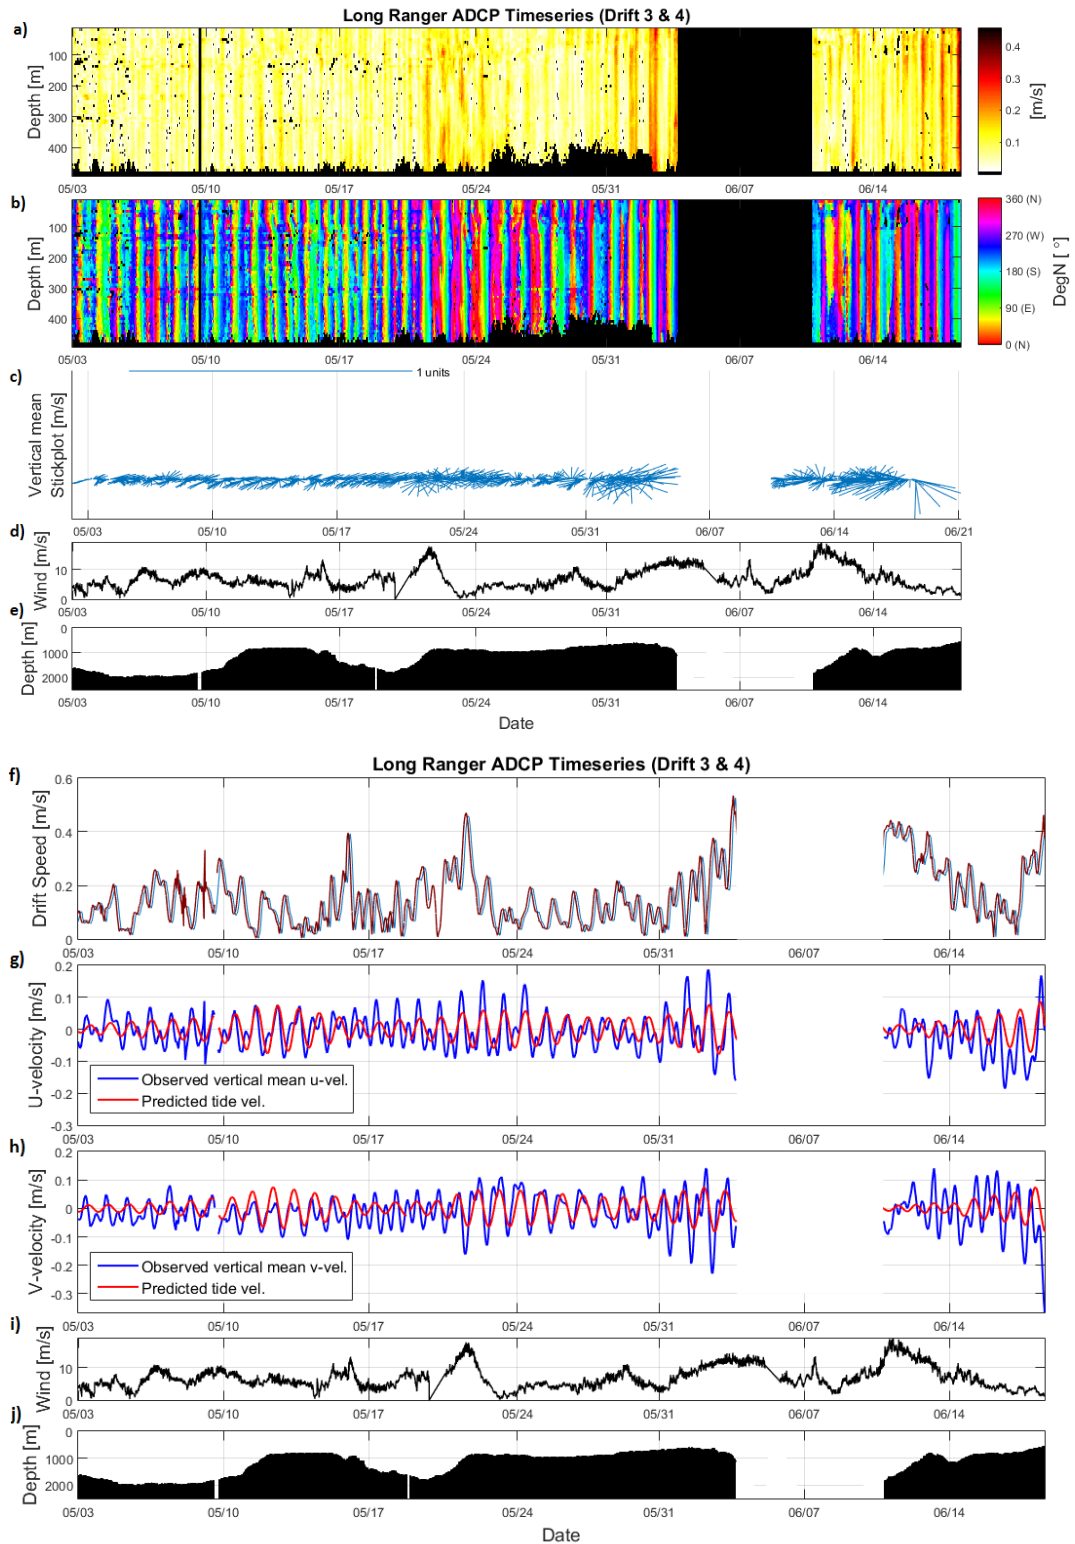 Long Ranger ADCP Timeseries (Drift 3 & 4)
a)
Depth [m]
100
200
300
400
05/03 05/10 05/17 05/24 05/31 06/07 06/14
0.4
0.3
0.2
0.1
[m/s]
b)
Depth [m]
100
200
300
400
05/03 05/10 05/17 05/24 05/31 06/07 06/14
360 (N)
270 (W)
180 (S)
90 (E)
0 (N)
DegN [ °]
c)
1 units
Vertical mean
Stickplot [m/s]
05/03 05/10 05/17 05/24 05/31 06/07 06/14 06/21
d)
Wind [m/s]
10
0
05/03 05/10 05/17 05/24 05/31 06/07 06/14
e)
Depth [m]
0
1000
2000
05/03 05/10 05/17 05/24 05/31 06/07 06/14
Date
Long Ranger ADCP Timeseries (Drift 3 & 4)
f)
Drift Speed [m/s]
0.6
0.4
0.2
0
05/03 05/10 05/17 05/24 05/31 06/07 06/14
g)
U-velocity [m/s]
0.2
0.1
0
-0.1
-0.2
-0.3
Observed vertical mean u-vel.
Predicted tide vel.
05/03 05/10 05/17 05/24 05/31 06/07 06/14
h)
V-velocity [m/s]
0.2
0.1
0
-0.1
-0.2
-0.3
Observed vertical mean v-vel.
Predicted tide vel.
05/03 05/10 05/17 05/24 05/31 06/07 06/14
i)
Wind [m/s]
10
0
05/03 05/10 05/17 05/24 05/31 06/07 06/14
j)
Depth [m]
0
1000
2000
05/03 05/10 05/17 05/24 05/31 06/07 06/14
Date